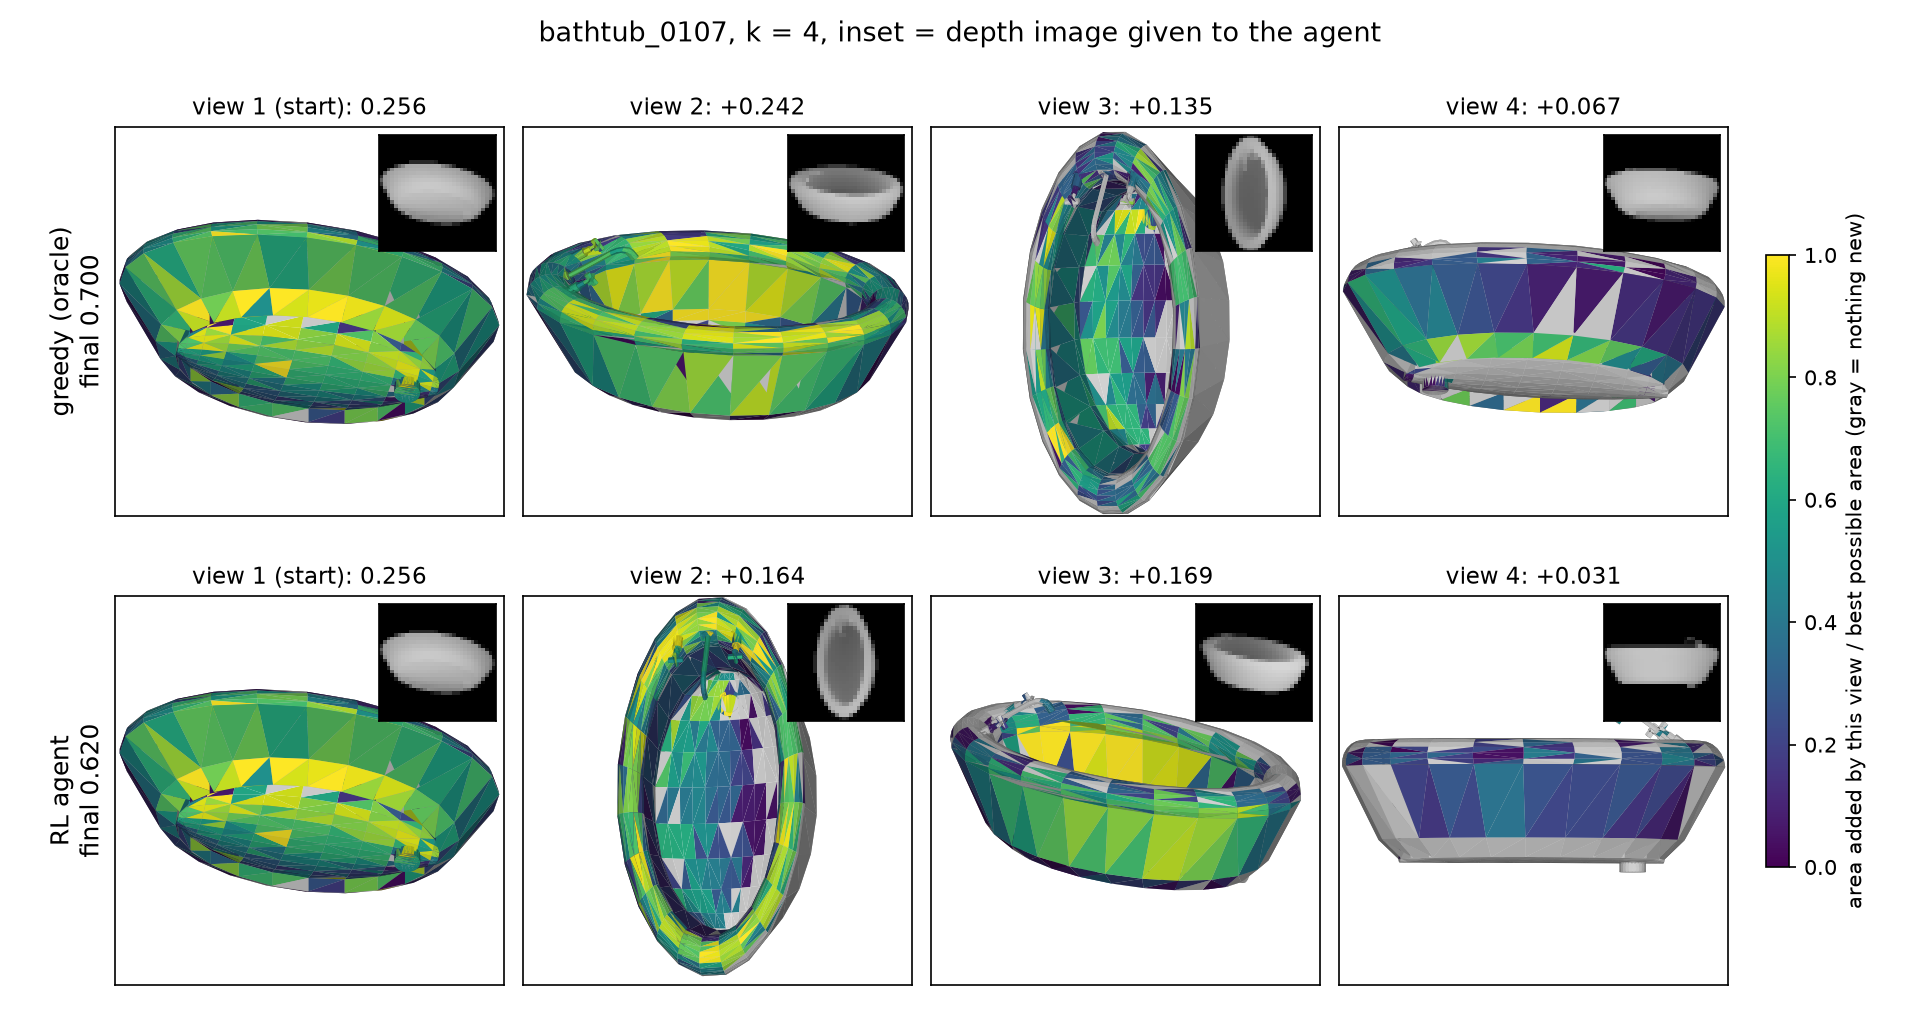 bathtub_0107, k = 4, inset = depth image given to the agent
view 1 (start): 0.256
view 2: +0.242
view 3: +0.135
view 4: +0.067
greedy (oracle)
final 0.700
view 1 (start): 0.256
view 2: +0.164
view 3: +0.169
view 4: +0.031
RL agent
final 0.620
1.0
0.8
0.6
0.4
0.2
0.0
area added by this view / best possible area (gray = nothing new)